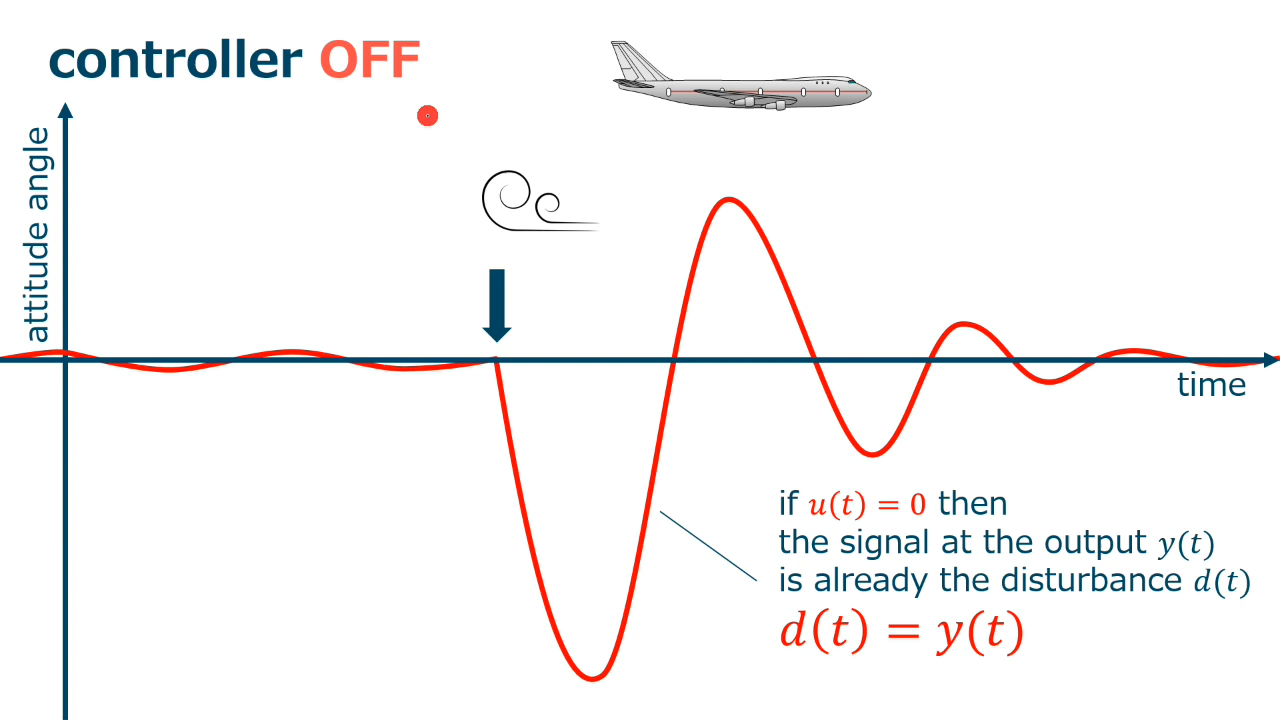 controller OFF
attitude angle
time
if u(t) = 0 then
the signal at the output y(t)
is already the disturbance d(t)
d(t) = y(t)